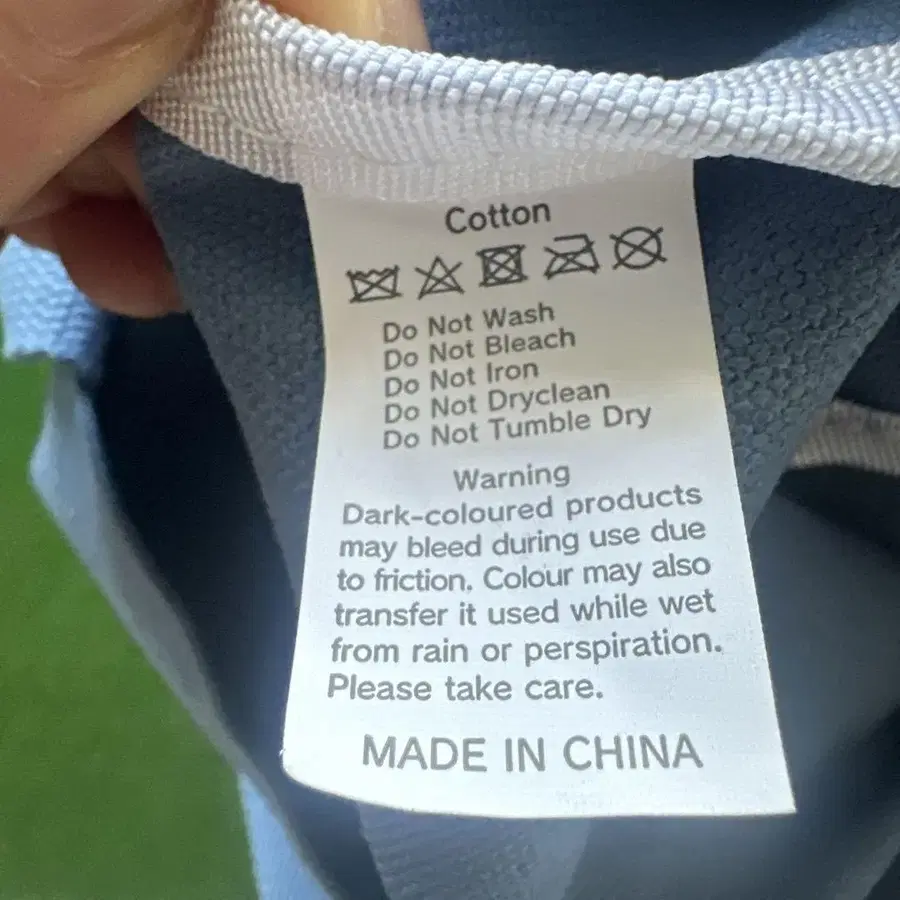 Cotton
Do Not Wash
Do Not Bleach
Do Not Iron
Do Not Dryclean
Do Not Tumble Dry
Warning
Dark-coloured products
may bleed during use due
to friction. Colour may also
transfer it used while wet
from rain or perspiration.
Please take care.
MADE IN CHINA